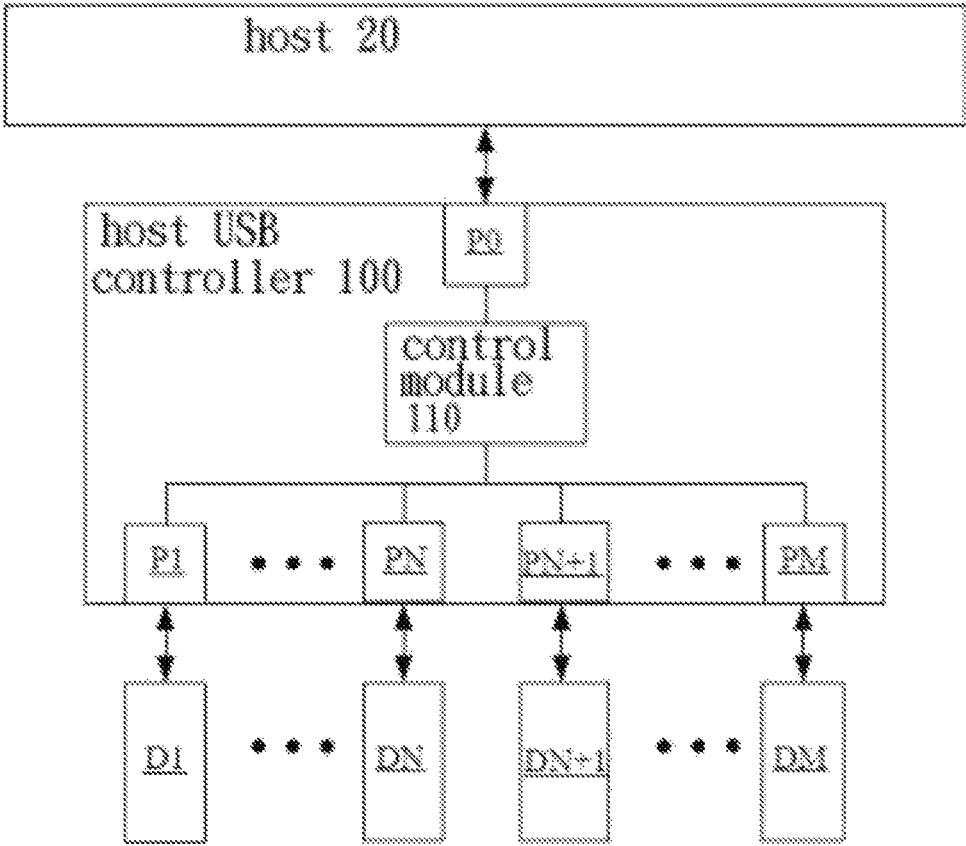 host 20
host USB
controller 100
P0
control
module
110
P1 ••• PN PN+1 ••• PM
D1 ••• DN DN+1 ••• DM